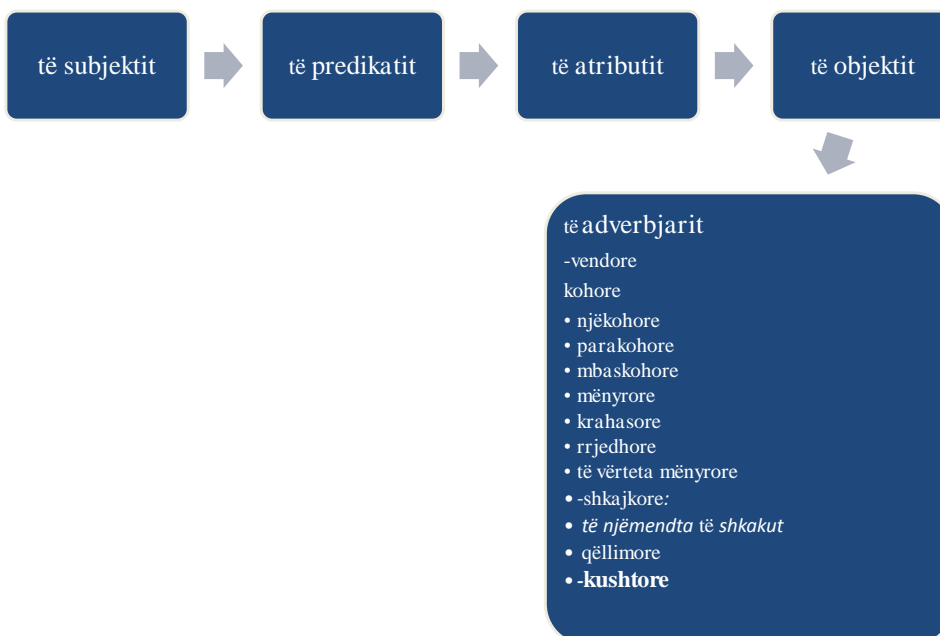 të subjektit
të predikatit
të atributit
të objektit
të adverbjarit
-vendore
kohore
• njëkohore
• parakohore
• mbaskohore
• mënyrore
• krahasore
• rrjedhore
• të vërteta mënyrore
• -shkajkore:
• të njëmendta të shkakut
• qëllimore
• -kushtore